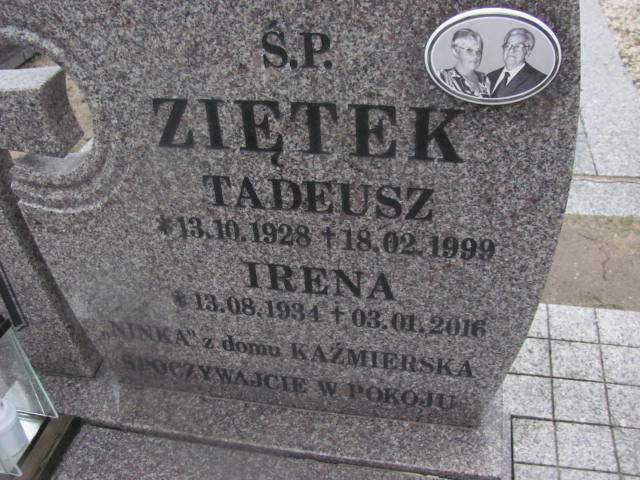 Ś.P.
ZIĘTEK
TADEUSZ
*13.10.1928 †18.02.1999
IRENA
*13.08.1934 †03.01.2016
„NINKA" z domu KAŹMIERSKA
SPOCZYWAJCIE W POKOJU